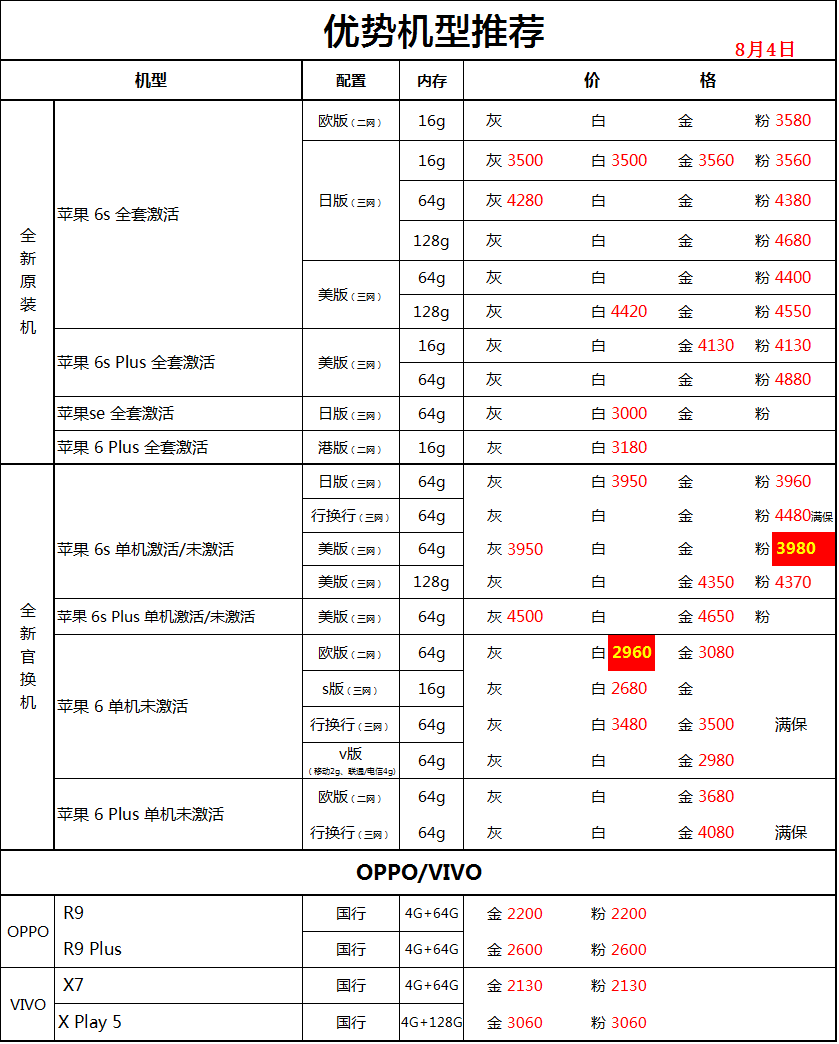 优势机型推荐
8月4日
机型 配置 内存 价 格
全新原装机
苹果 6s 全套激活
欧版(二网) 16g 灰 白 金 粉 3580
日版(三网) 16g 灰 3500 白 3500 金 3560 粉 3560
64g 灰 4280 白 金 粉 4380
128g 灰 白 金 粉 4680
美版(三网) 64g 灰 白 金 粉 4400
128g 灰 白 4420 金 粉 4550
苹果 6s Plus 全套激活 美版(三网) 16g 灰 白 金 4130 粉 4130
64g 灰 白 金 粉 4880
苹果se 全套激活 日版(三网) 64g 灰 白 3000 金 粉
苹果 6 Plus 全套激活 港版(二网) 16g 灰 白 3180
全新官换机
苹果 6s 单机激活/未激活
日版(三网) 64g 灰 白 3950 金 粉 3960
行换行(三网) 64g 灰 白 金 粉 4480满保
美版(三网) 64g 灰 3950 白 金 粉 3980
美版(三网) 128g 灰 白 金 4350 粉 4370
苹果 6s Plus 单机激活/未激活 美版(三网) 64g 灰 4500 白 金 4650 粉
苹果 6 单机未激活
欧版(二网) 64g 灰 白 2960 金 3080
s版(三网) 16g 灰 白 2680 金
行换行(三网) 64g 灰 白 3480 金 3500 满保
v版
(移动2g、联通/电信4g) 64g 灰 白 金 2980
苹果 6 Plus 单机未激活
欧版(二网) 64g 灰 白 金 3680
行换行(三网) 64g 灰 白 金 4080 满保
OPPO/VIVO
OPPO
R9 国行 4G+64G 金 2200 粉 2200
R9 Plus 国行 4G+64G 金 2600 粉 2600
VIVO
X7 国行 4G+64G 金 2130 粉 2130
X Play 5 国行 4G+128G 金 3060 粉 3060